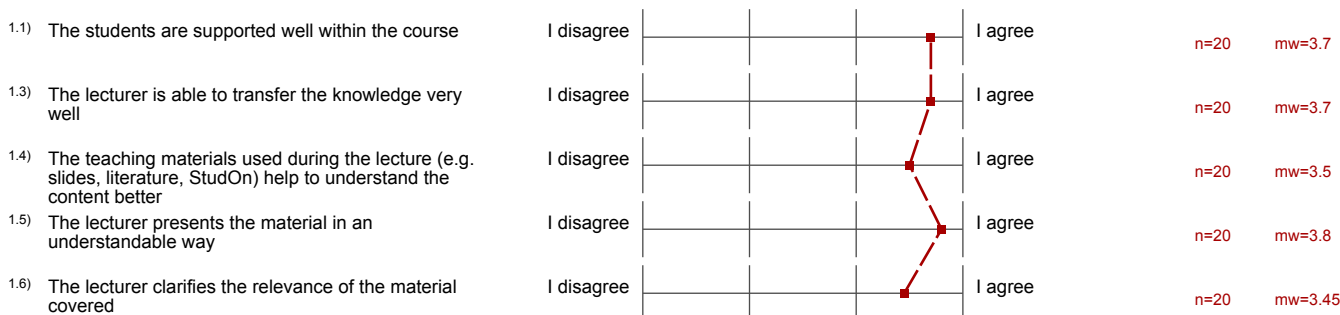 1.1) The students are supported well within the course I disagree I agree n=20 mw=3.7
1.3) The lecturer is able to transfer the knowledge very
well I disagree I agree n=20 mw=3.7
1.4) The teaching materials used during the lecture (e.g.
slides, literature, StudOn) help to understand the
content better I disagree I agree n=20 mw=3.5
1.5) The lecturer presents the material in an
understandable way I disagree I agree n=20 mw=3.8
1.6) The lecturer clarifies the relevance of the material
covered I disagree I agree n=20 mw=3.45